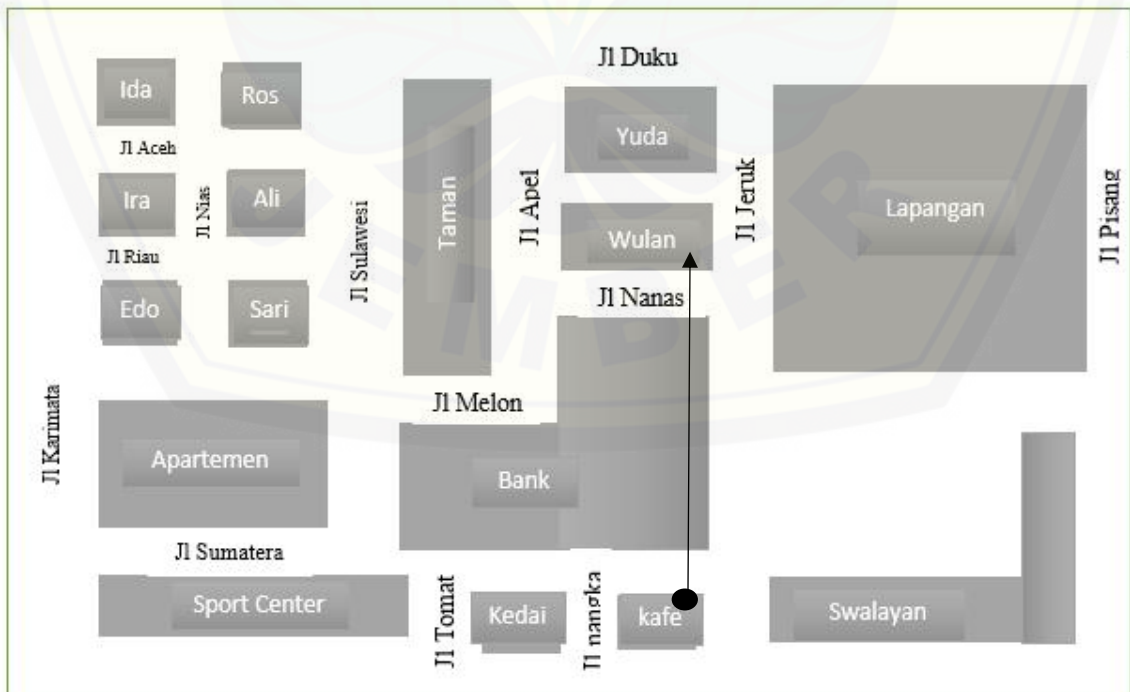 Jl Duku
Ida
Ros
Yuda
Jl Aceh
Taman
Jl Apel
Jl Jeruk
Lapangan
Jl Pisang
Ira
Jl Nias
Ali
Jl Sulawesi
Wulan
Jl Riau
Jl Nanas
Edo
Sari
Jl Karimata
Jl Melon
Apartemen
Bank
Jl Sumatera
Sport Center
Jl Tomat
Kedai
Jl nangka
kafe
Swalayan
JEMBER